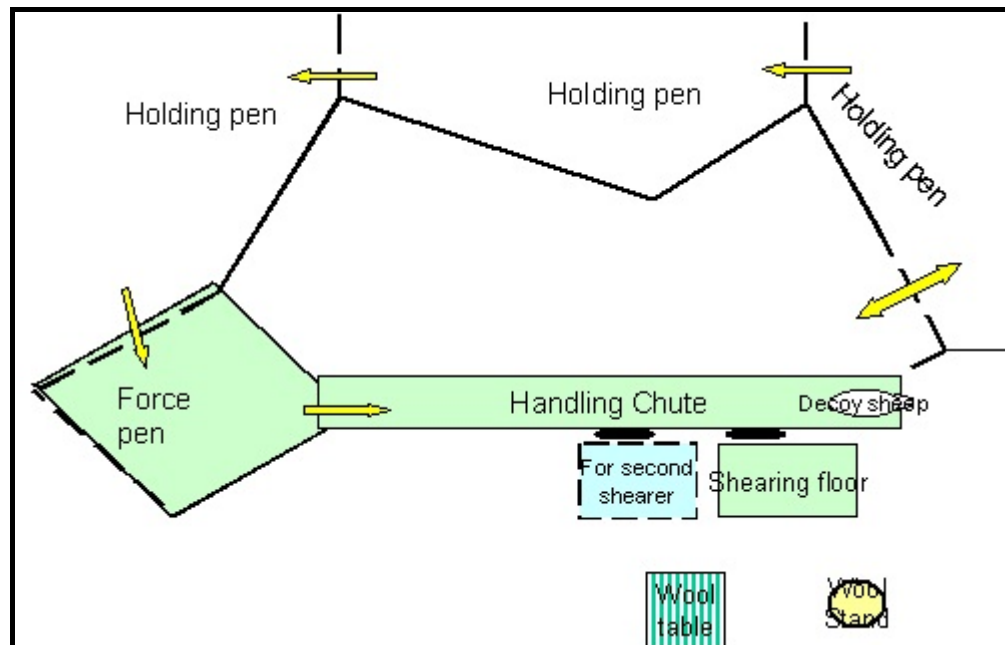 Holding pen
Holding pen
Holding pen
Force
pen
Handling Chute
Decoy sheep
For second
shearer
Shearing floor
Wool
table
Wool
Stand